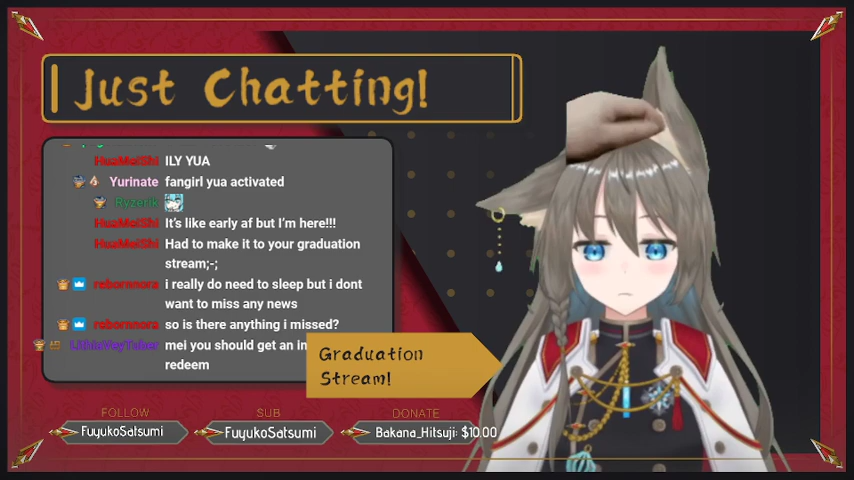 Just Chatting!
HuaMeiShi ILY YUA
Yurinate fangirl yua activated
Ryzerik
HuaMeiShi It's like early af but I'm here!!!
HuaMeiShi Had to make it to your graduation
stream;-;
rebornnora i really do need to sleep but i dont
want to miss any news
rebornnora so is there anything i missed?
mei you should get an in
redeem
Graduation
Stream!
FOLLOW SUB DONATE
FuyukoSatsumi FuyukoSatsumi Bakana_Hitsuji: $10.00